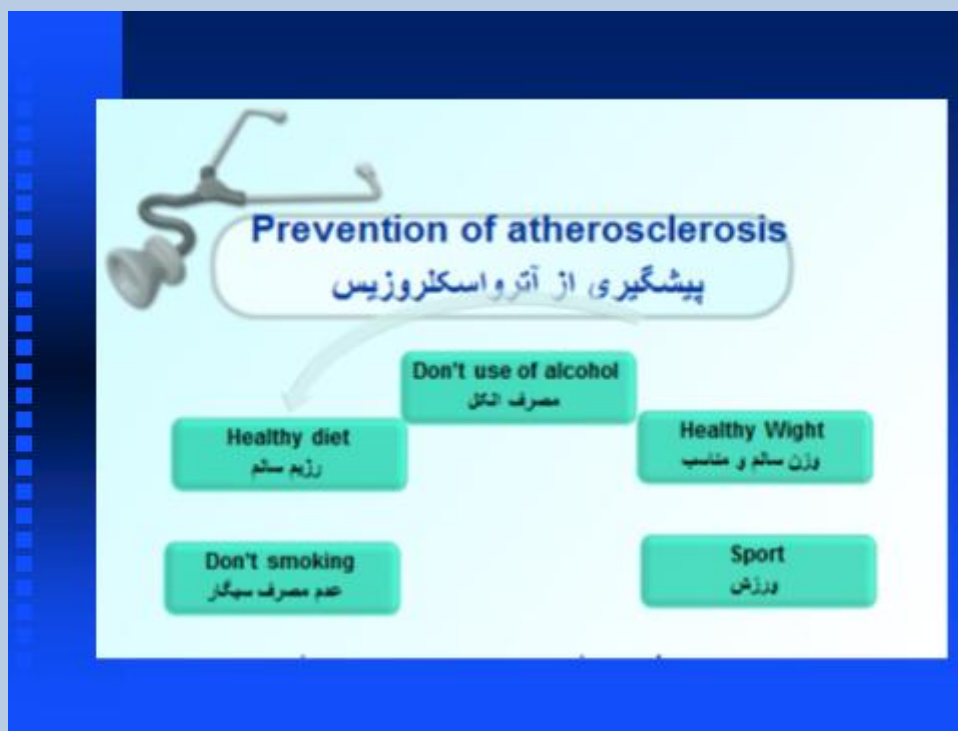 Prevention of atherosclerosis
پیشگیری از آترواسکلروزیس
Don't use of alcohol
مصرف الکل
Healthy diet
رژیم سالم
Healthy Wight
وزن سالم و مناسب
Don't smoking
عدم مصرف سیگار
Sport
ورزش